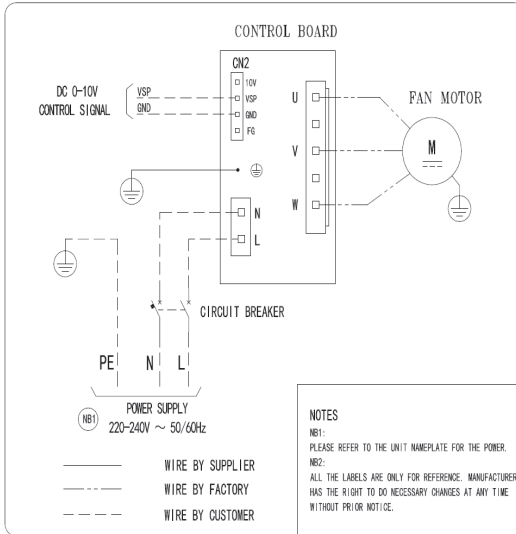 CONTROL BOARD
CN2
10V
DC 0-10V
CONTROL SIGNAL
VSP
GND
VSP
GND
FG
U
V
W
FAN MOTOR
M
N
L
CIRCUIT BREAKER
PE N L
NB1
POWER SUPPLY
220-240V ~ 50/60Hz
WIRE BY SUPPLIER
WIRE BY FACTORY
WIRE BY CUSTOMER
NOTES
NB1:
PLEASE REFER TO THE UNIT NAMEPLATE FOR THE POWER.
NB2:
ALL THE LABELS ARE ONLY FOR REFERENCE. MANUFACTURER
HAS THE RIGHT TO DO NECESSARY CHANGES AT ANY TIME
WITHOUT PRIOR NOTICE.